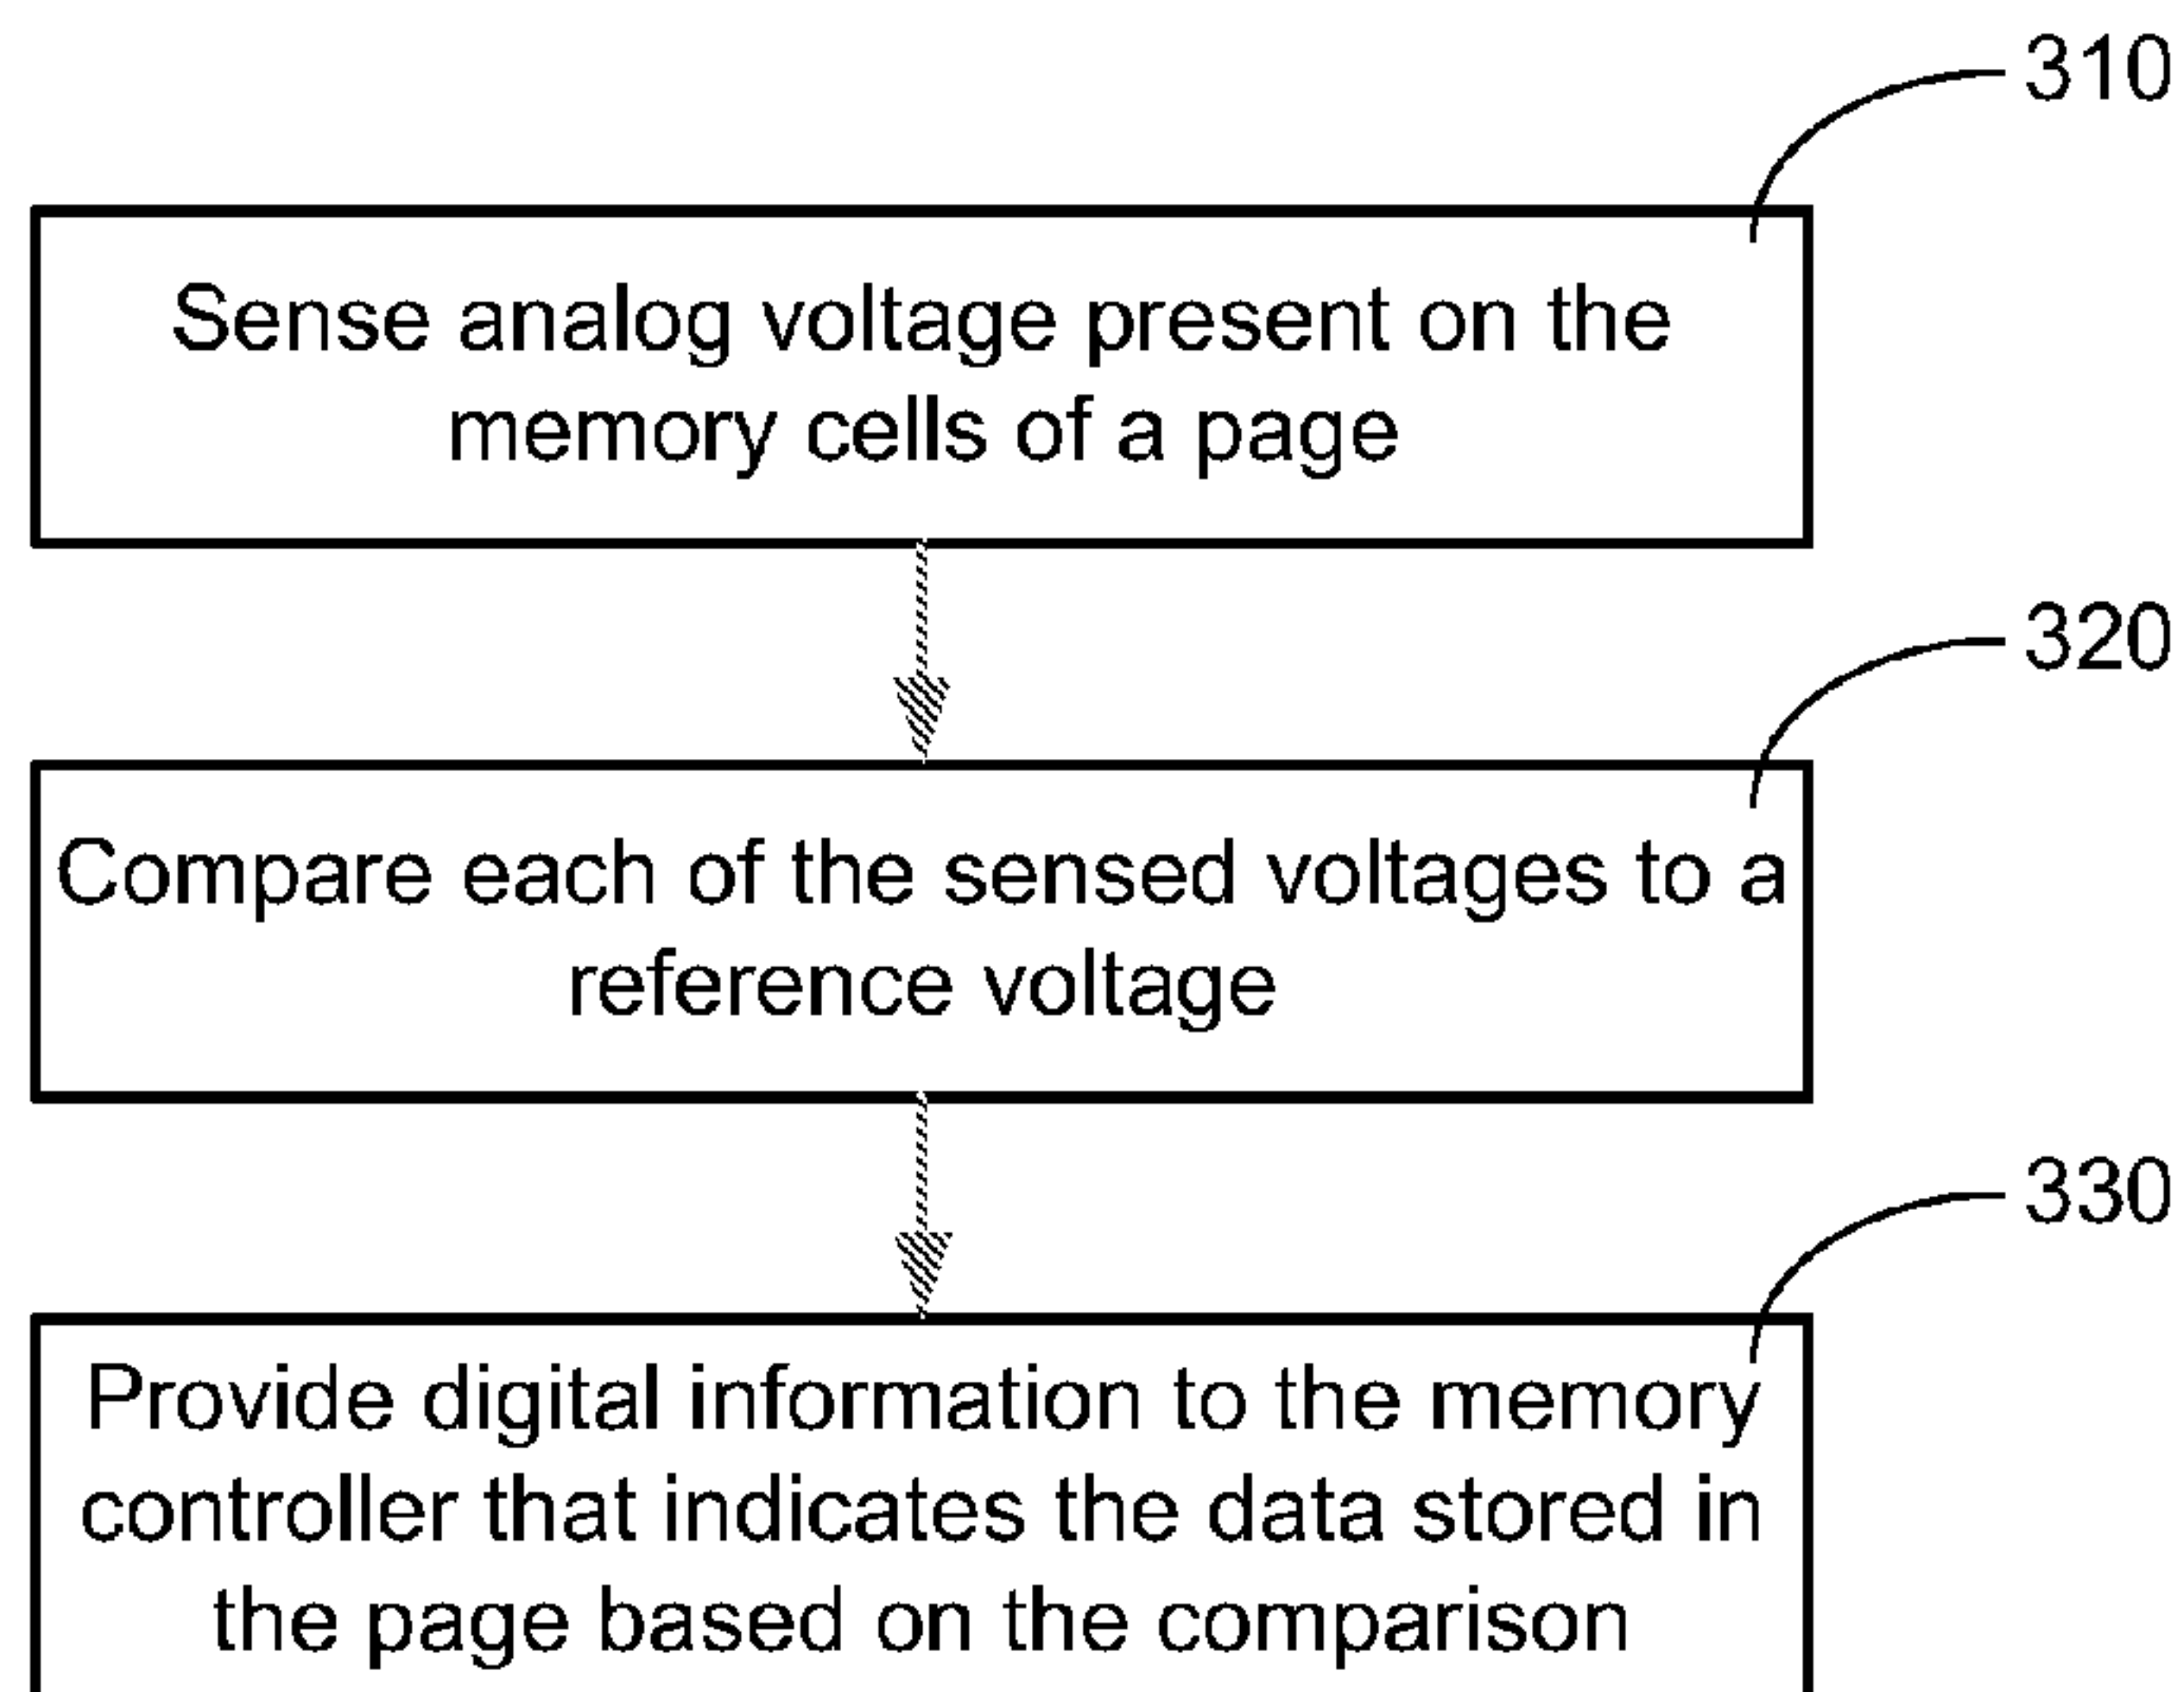 310
Sense analog voltage present on the
memory cells of a page
320
Compare each of the sensed voltages to a
reference voltage
330
Provide digital information to the memory
controller that indicates the data stored in
the page based on the comparison